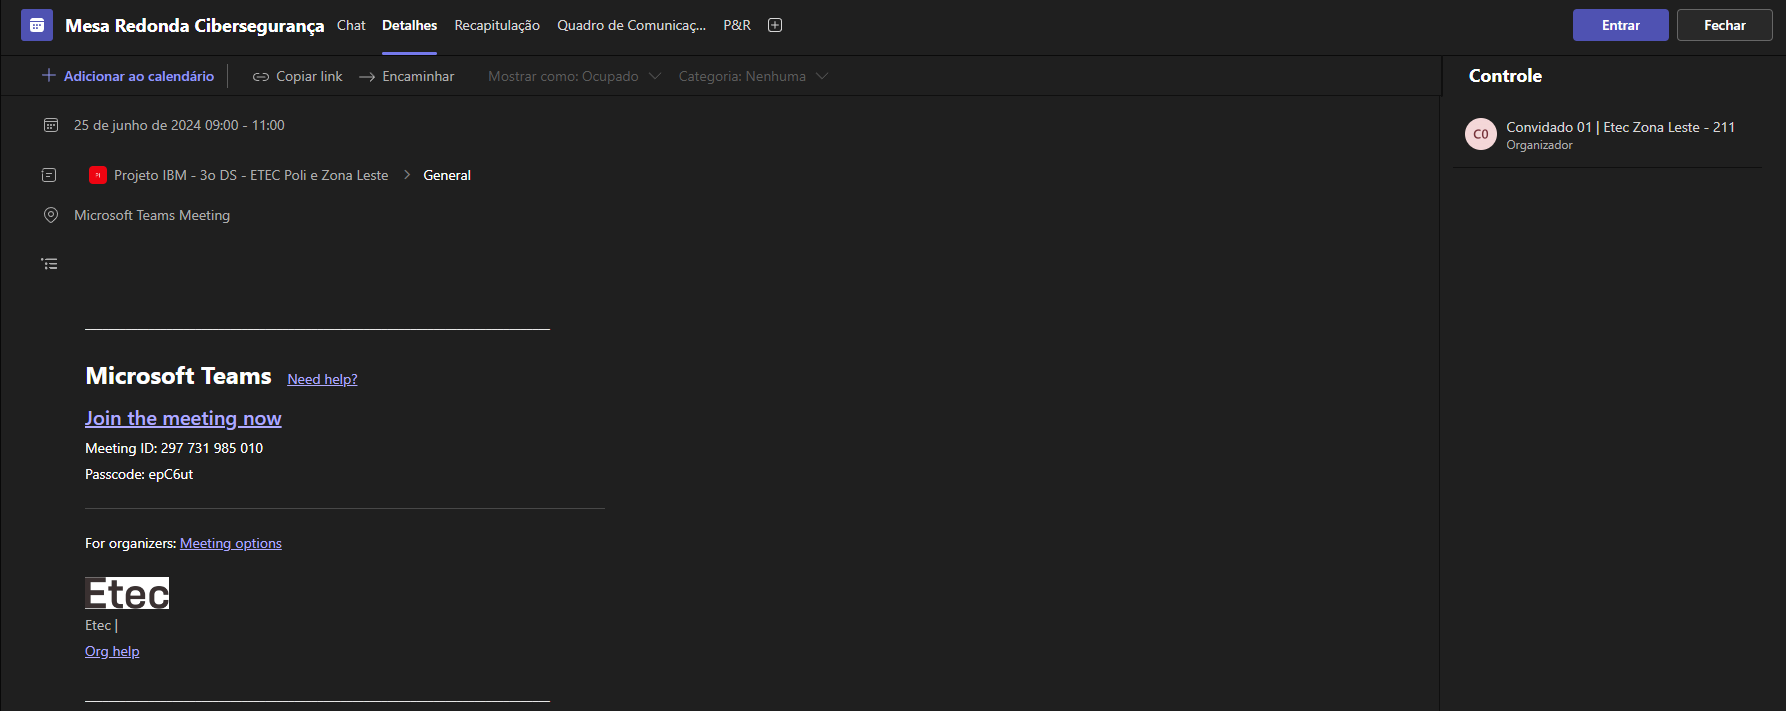 Mesa Redonda Cibersegurança Chat Detalhes Recapitulação Quadro de Comunicaç... P&R Entrar Fechar
Adicionar ao calendário Copiar link Encaminhar Mostrar como: Ocupado Categoria: Nenhuma
Controle
25 de junho de 2024 09:00 - 11:00
C0 Convidado 01 | Etec Zona Leste - 211
Organizador
Projeto IBM - 3o DS - ETEC Poli e Zona Leste > General
Microsoft Teams Meeting
Microsoft Teams Need help?
Join the meeting now
Meeting ID: 297 731 985 010
Passcode: epC6ut
For organizers: Meeting options
Etec
Etec |
Org help